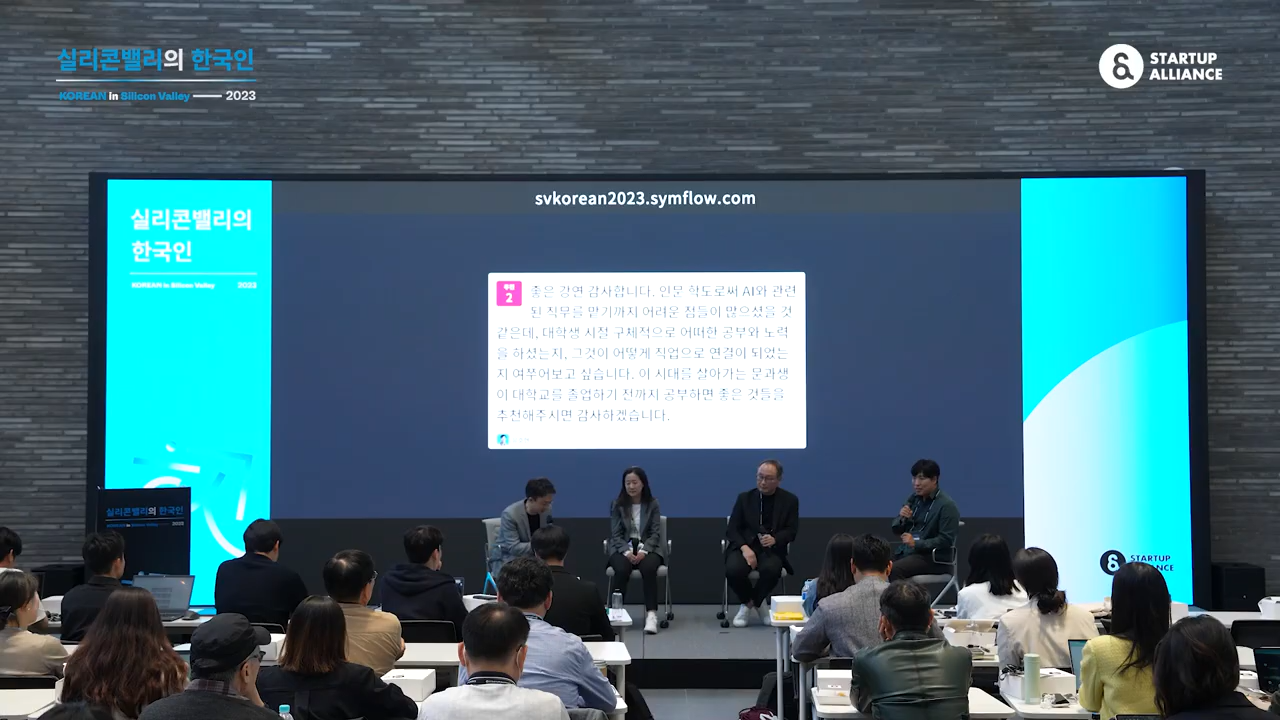 실리콘밸리의 한국인
KOREAN in Silicon Valley 2023
STARTUP
ALLIANCE
svkorean2023.symflow.com
실리콘밸리의
한국인
KOREAN in Silicon Valley 2023
추천
2
좋은 강연 감사합니다. 인문 학도로써 AI와 관련
된 직무를 맡기까지 어려운 점들이 많으셨을 것
같은데, 대학생 시절 구체적으로 어떠한 공부와 노력
을 하셨는지, 그것이 어떻게 직업으로 연결이 되었는
지 여쭈어보고 싶습니다. 이 시대를 살아가는 문과생
이 대학교를 졸업하기 전까지 공부하면 좋은 것들을
추천해주시면 감사하겠습니다.
실리콘밸리의 한국인
KOREAN in Silicon Valley 2023
STARTUP
ALLIANCE